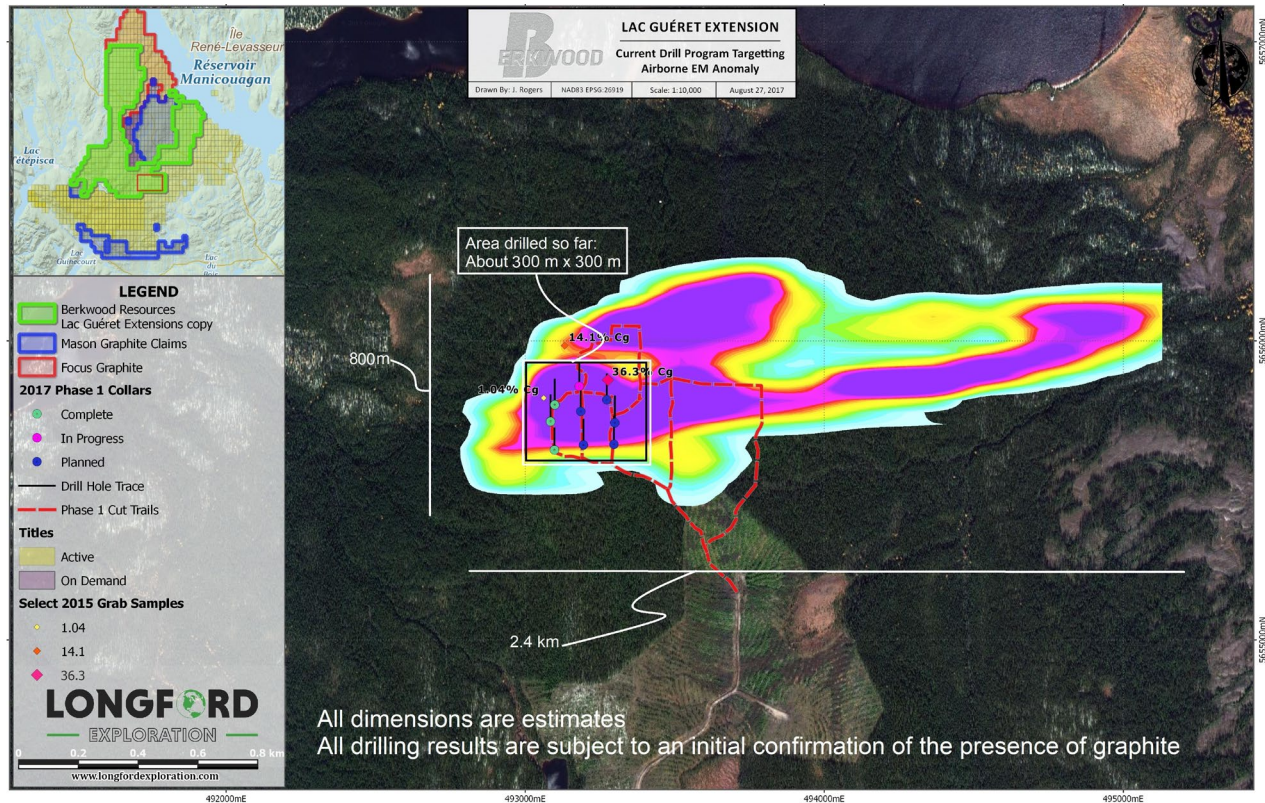 Île
René-Levasseur
Réservoir
Manicouagan
Lac
Guinecourt
Lac
du
BERKWOOD
LAC GUÉRET EXTENSION
Current Drill Program Targeting
Airborne EM Anomaly
Drawn By: J. Rogers
NAD83 EPSG:26919
Scale: 1:10,000
August 27, 2017
N
5657000mN
5656000mN
5655000mN
LEGEND
Berkwood Resources
Lac Guéret Extensions copy
Mason Graphite Claims
Focus Graphite
2017 Phase 1 Collars
Complete
In Progress
Planned
Drill Hole Trace
Phase 1 Cut Trails
Titles
Active
On Demand
Select 2015 Grab Samples
1.04
14.1
36.3
LONGFORD
EXPLORATION
0 0.2 0.4 0.6 0.8 km
www.longfordexploration.com
Area drilled so far:
About 300 m x 300 m
14.1% Cg
36.3% Cg
1.04% Cg
800m
2.4 km
All dimensions are estimates
All drilling results are subject to an initial confirmation of the presence of graphite
492000mE
493000mE
494000mE
495000mE